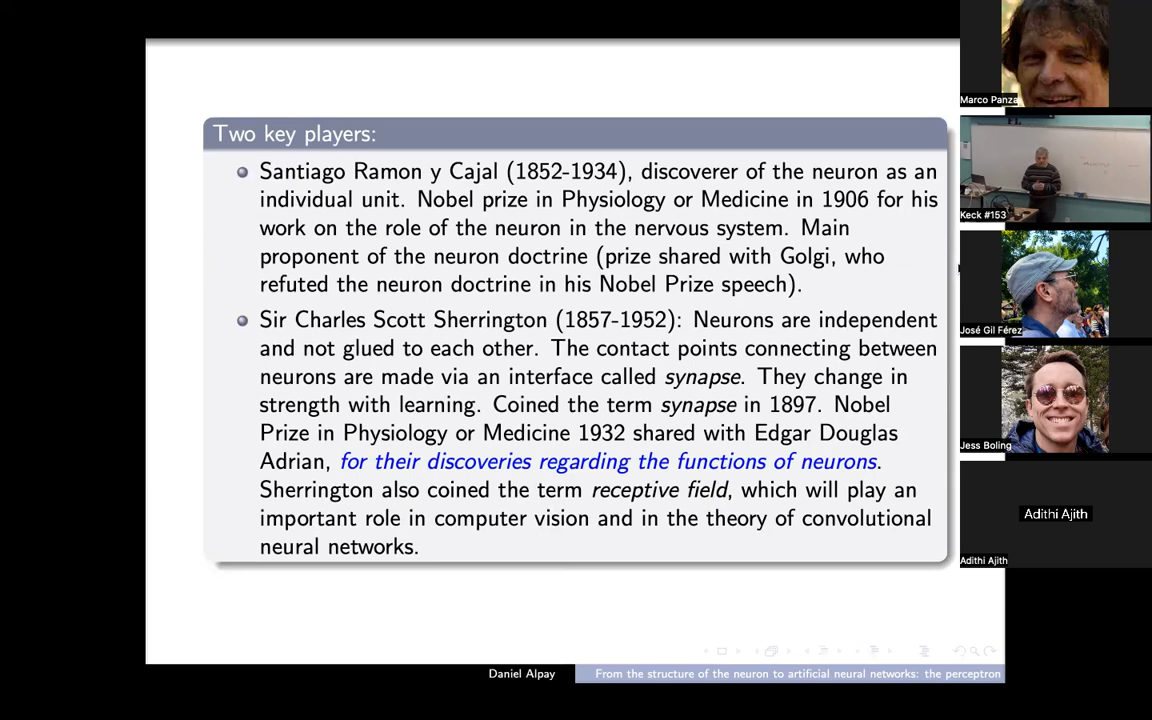 Two key players:
Santiago Ramon y Cajal (1852-1934), discoverer of the neuron as an
individual unit. Nobel prize in Physiology or Medicine in 1906 for his
work on the role of the neuron in the nervous system. Main
proponent of the neuron doctrine (prize shared with Golgi, who
refuted the neuron doctrine in his Nobel Prize speech).
Sir Charles Scott Sherrington (1857-1952): Neurons are independent
and not glued to each other. The contact points connecting between
neurons are made via an interface called synapse. They change in
strength with learning. Coined the term synapse in 1897. Nobel
Prize in Physiology or Medicine 1932 shared with Edgar Douglas
Adrian, for their discoveries regarding the functions of neurons.
Sherrington also coined the term receptive field, which will play an
important role in computer vision and in the theory of convolutional
neural networks.
Daniel Alpay
From the structure of the neuron to artificial neural networks: the perceptron
Marco Panza
Keck #153
José Gil Férez
Jess Boling
Adithi Ajith
Adithi Ajith